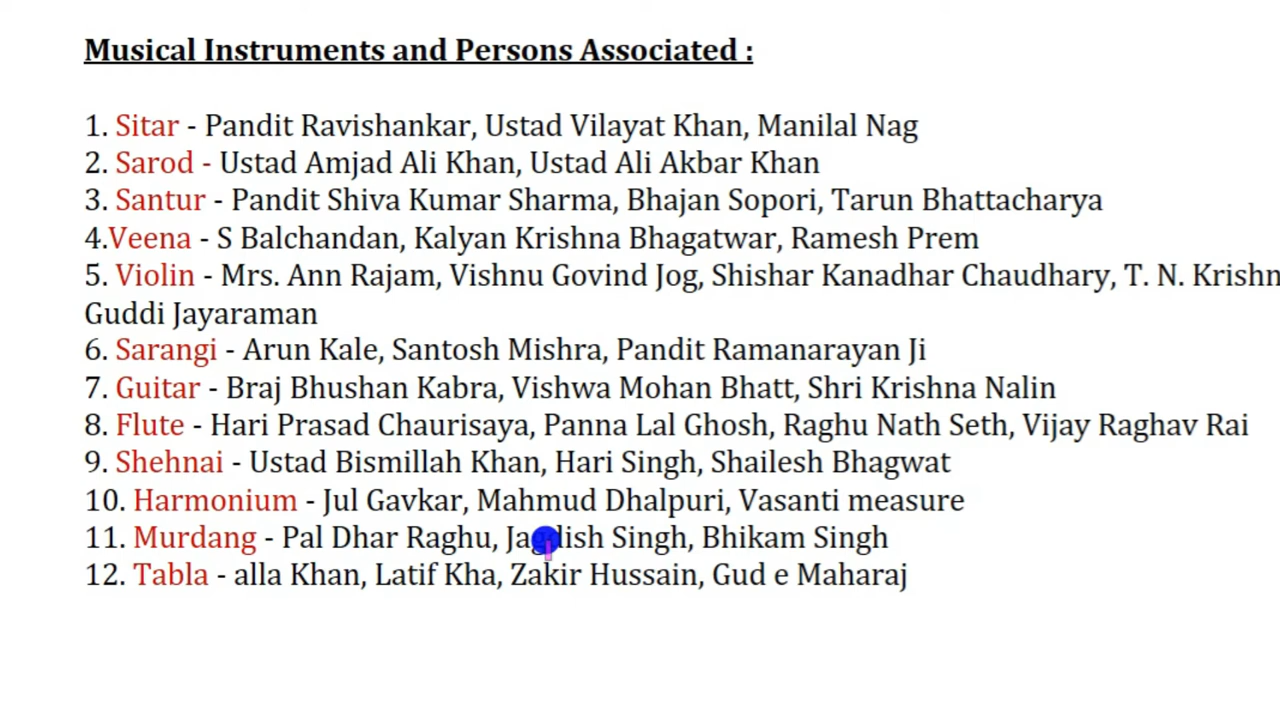 Musical Instruments and Persons Associated :
1. Sitar - Pandit Ravishankar, Ustad Vilayat Khan, Manilal Nag
2. Sarod - Ustad Amjad Ali Khan, Ustad Ali Akbar Khan
3. Santur - Pandit Shiva Kumar Sharma, Bhajan Sopori, Tarun Bhattacharya
4.Veena - S Balchandan, Kalyan Krishna Bhagatwar, Ramesh Prem
5. Violin - Mrs. Ann Rajam, Vishnu Govind Jog, Shishar Kanadhar Chaudhary, T. N. Krishn
Guddi Jayaraman
6. Sarangi - Arun Kale, Santosh Mishra, Pandit Ramanarayan Ji
7. Guitar - Braj Bhushan Kabra, Vishwa Mohan Bhatt, Shri Krishna Nalin
8. Flute - Hari Prasad Chaurisaya, Panna Lal Ghosh, Raghu Nath Seth, Vijay Raghav Rai
9. Shehnai - Ustad Bismillah Khan, Hari Singh, Shailesh Bhagwat
10. Harmonium - Jul Gavkar, Mahmud Dhalpuri, Vasanti measure
11. Murdang - Pal Dhar Raghu, Jagdish Singh, Bhikam Singh
12. Tabla - alla Khan, Latif Kha, Zakir Hussain, Gud e Maharaj